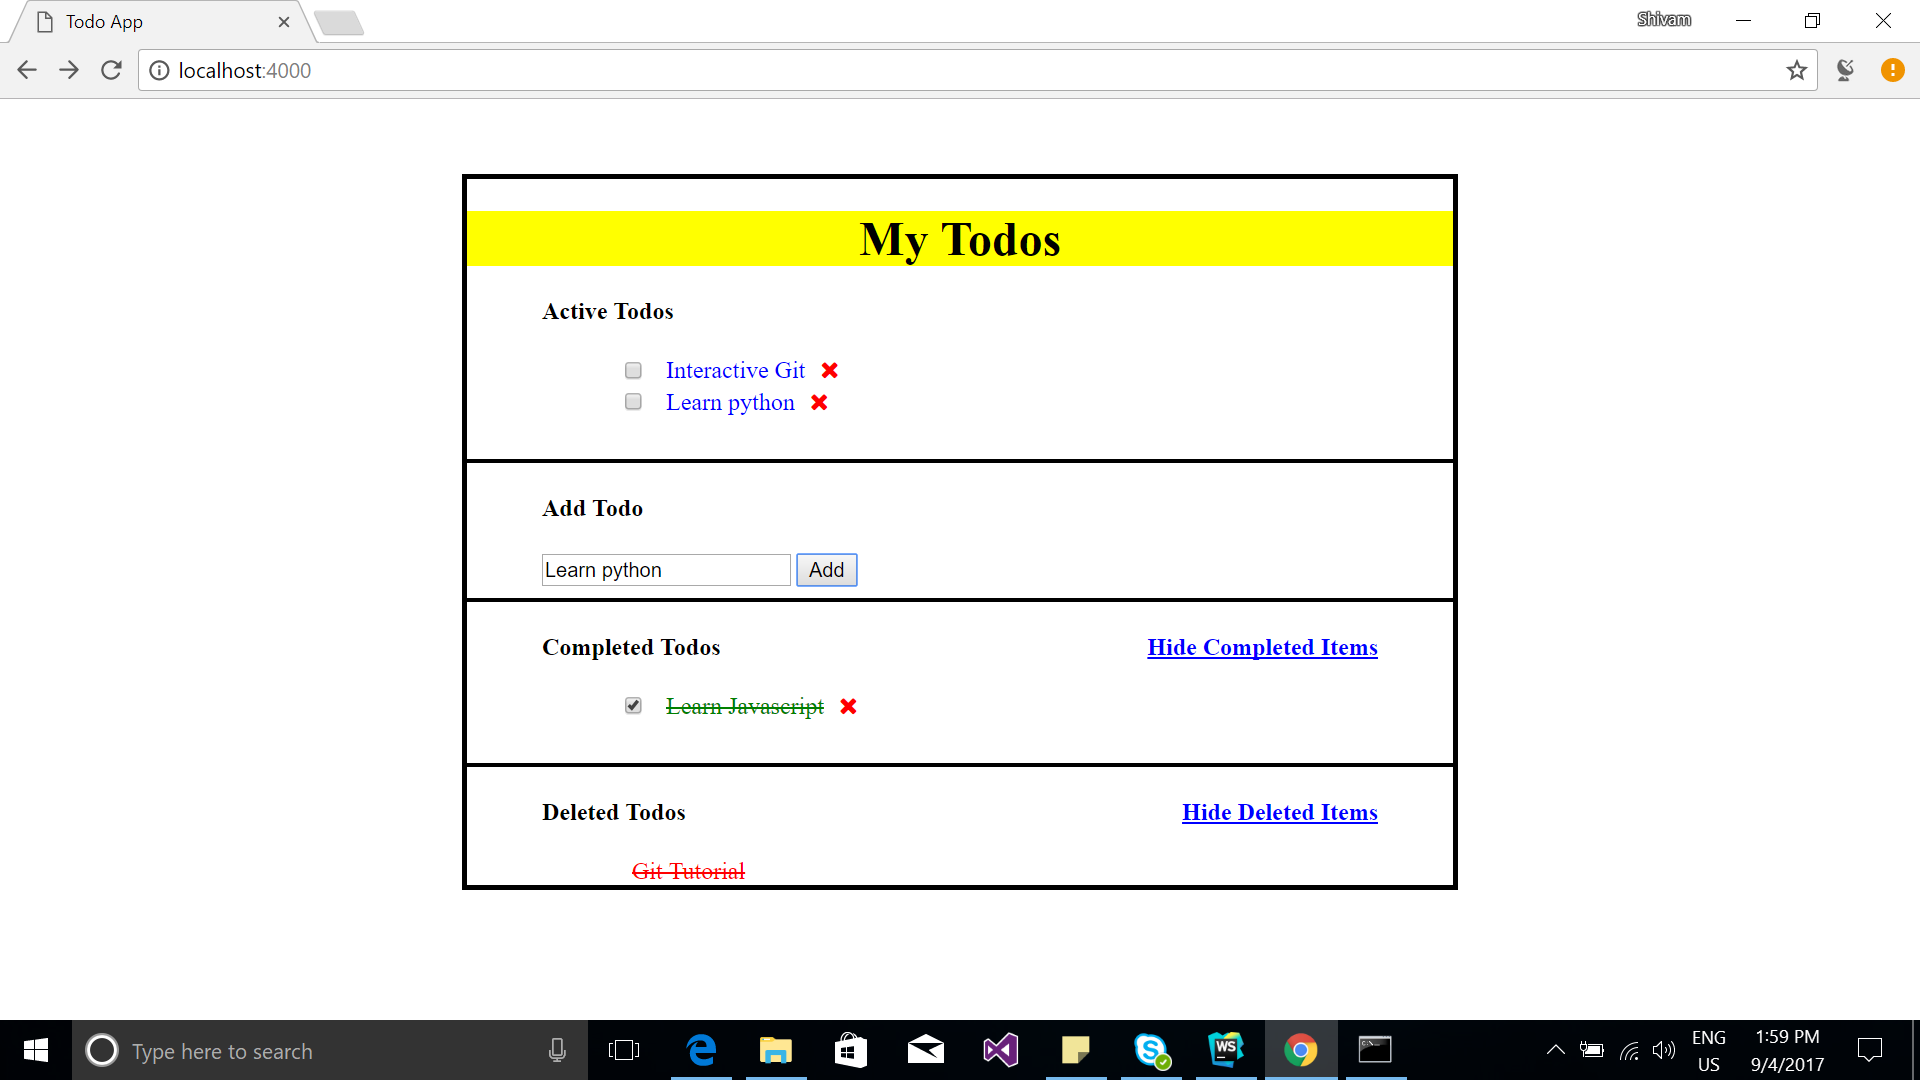 Todo App
Shivam
localhost:4000
My Todos
Active Todos
Interactive Git
Learn python
Add Todo
Learn python Add
Completed Todos Hide Completed Items
Learn Javascript
Deleted Todos Hide Deleted Items
Git Tutorial
Type here to search
WS
ENG
US
1:59 PM
9/4/2017